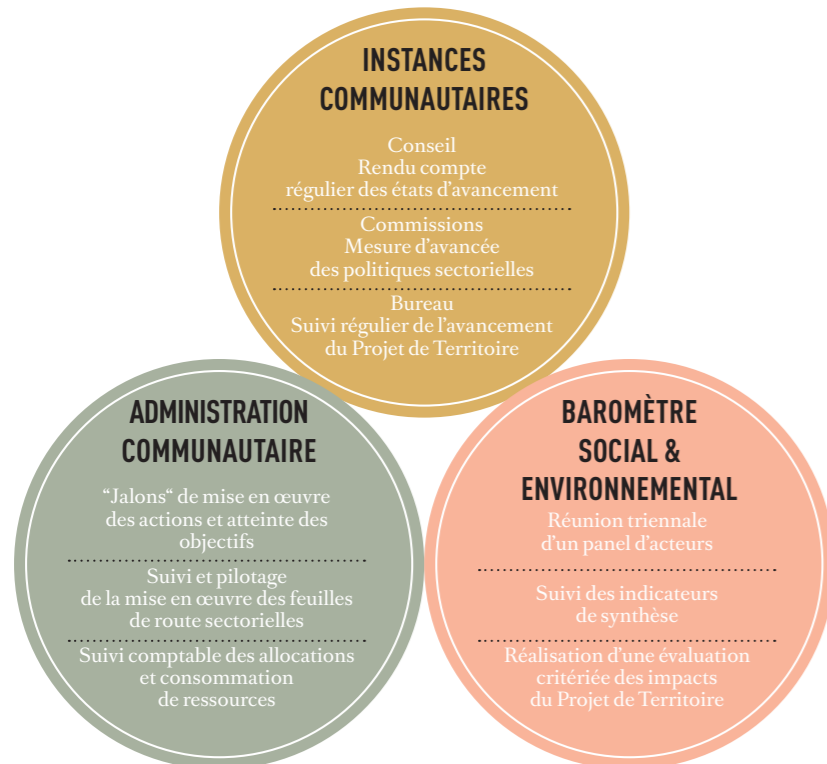 INSTANCES
COMMUNAUTAIRES
Conseil
Rendu compte
régulier des états d'avancement
Commissions
Mesure d'avancée
des politiques sectorielles
Bureau
Suivi régulier de l'avancement
du Projet de Territoire
ADMINISTRATION
COMMUNAUTAIRE
“Jalons“ de mise en œuvre
des actions et atteinte des
objectifs
Suivi et pilotage
de la mise en œuvre des feuilles
de route sectorielles
Suivi comptable des allocations
et consommation
de ressources
BAROMÈTRE
SOCIAL &
ENVIRONNEMENTAL
Réunion triennale
d'un panel d'acteurs
Suivi des indicateurs
de synthèse
Réalisation d'une évaluation
critériée des impacts
du Projet de Territoire